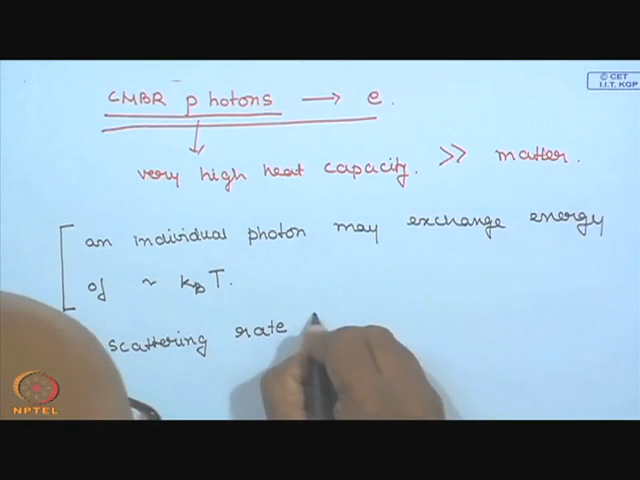 © CET
I.I.T. KGP
CMBR photons → e.
very high heat capacity. >> matter.
an individual photon may exchange energy
of ~ k_B T.
scattering rate
NPTEL